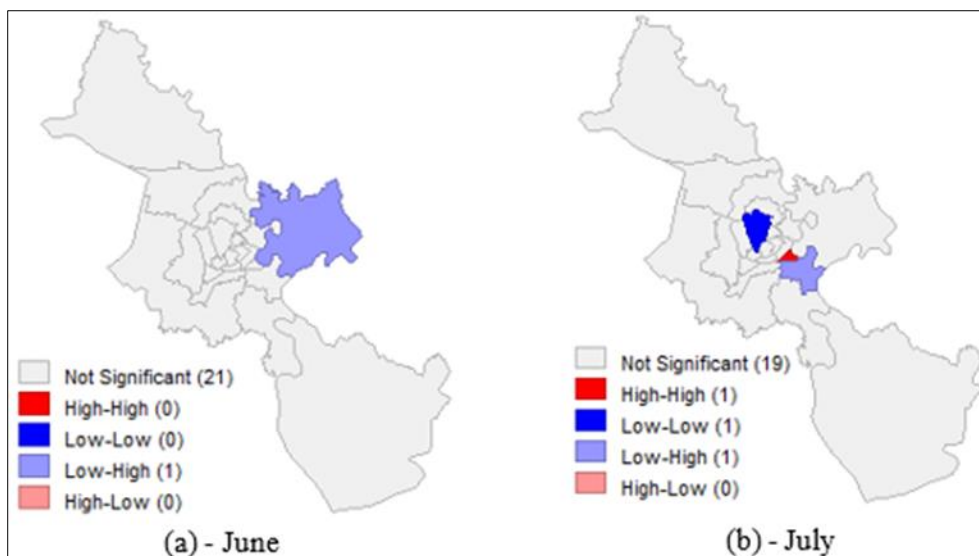 Not Significant (21)
High-High (0)
Low-Low (0)
Low-High (1)
High-Low (0)
(a) - June
Not Significant (19)
High-High (1)
Low-Low (1)
Low-High (1)
High-Low (0)
(b) - July